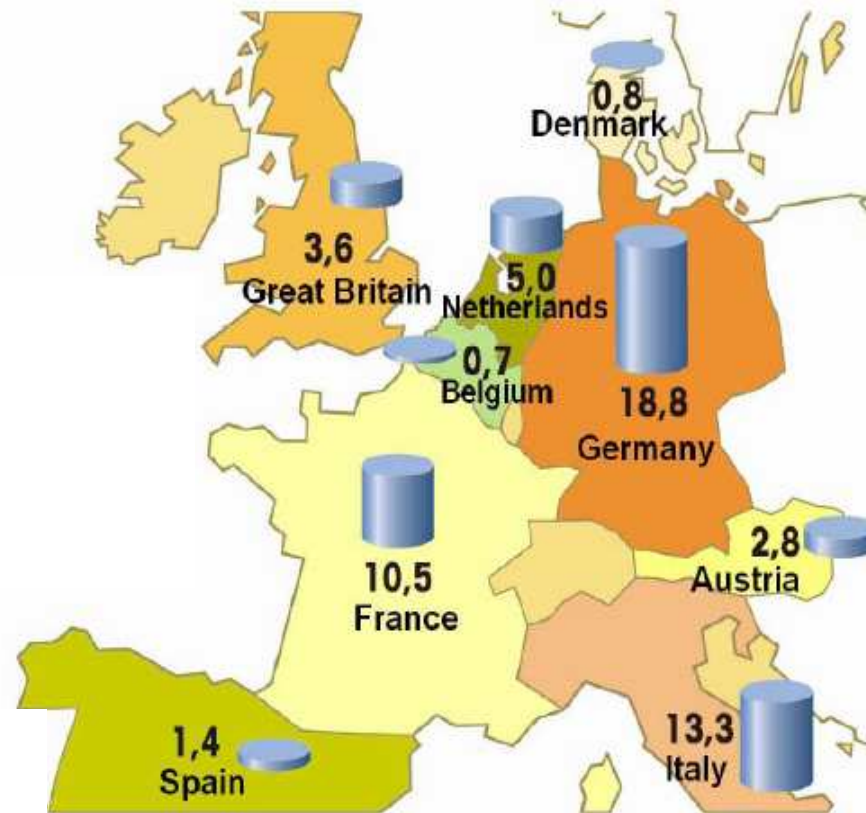 0,8
Denmark
3,6
Great Britain
5,0
Netherlands
0,7
Belgium
18,8
Germany
10,5
France
2,8
Austria
1,4
Spain
13,3
Italy